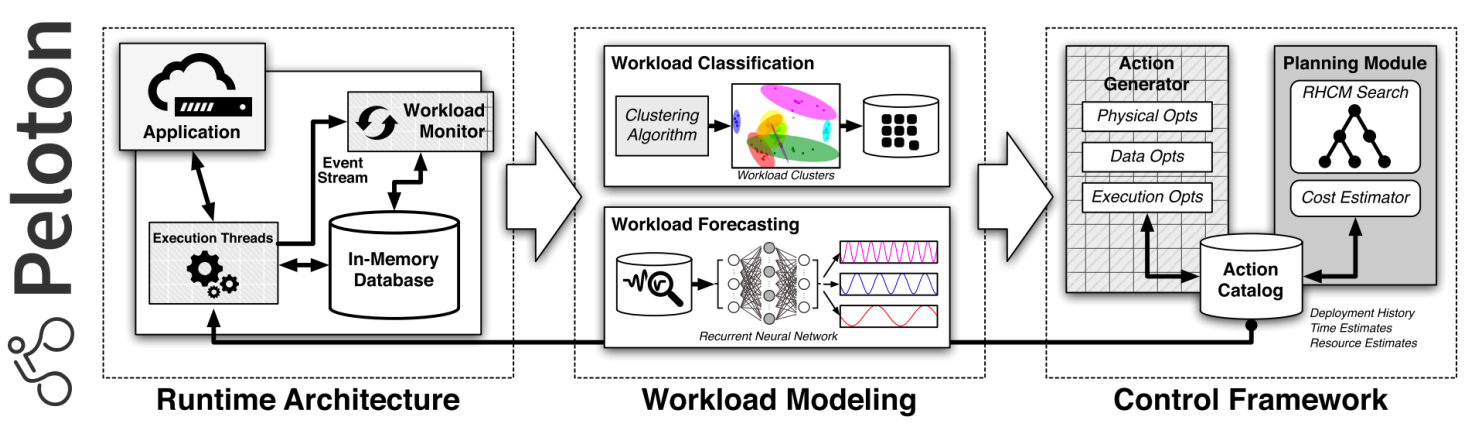 Peloton
Application
Workload
Monitor
Event
Stream
Execution Threads
In-Memory
Database
Runtime Architecture
Workload Classification
Clustering
Algorithm
Workload Clusters
Workload Forecasting
Recurrent Neural Network
Workload Modeling
Action
Generator
Physical Opts
Data Opts
Execution Opts
Planning Module
RHCM Search
Cost Estimator
Action
Catalog
Deployment History
Time Estimates
Resource Estimates
Control Framework